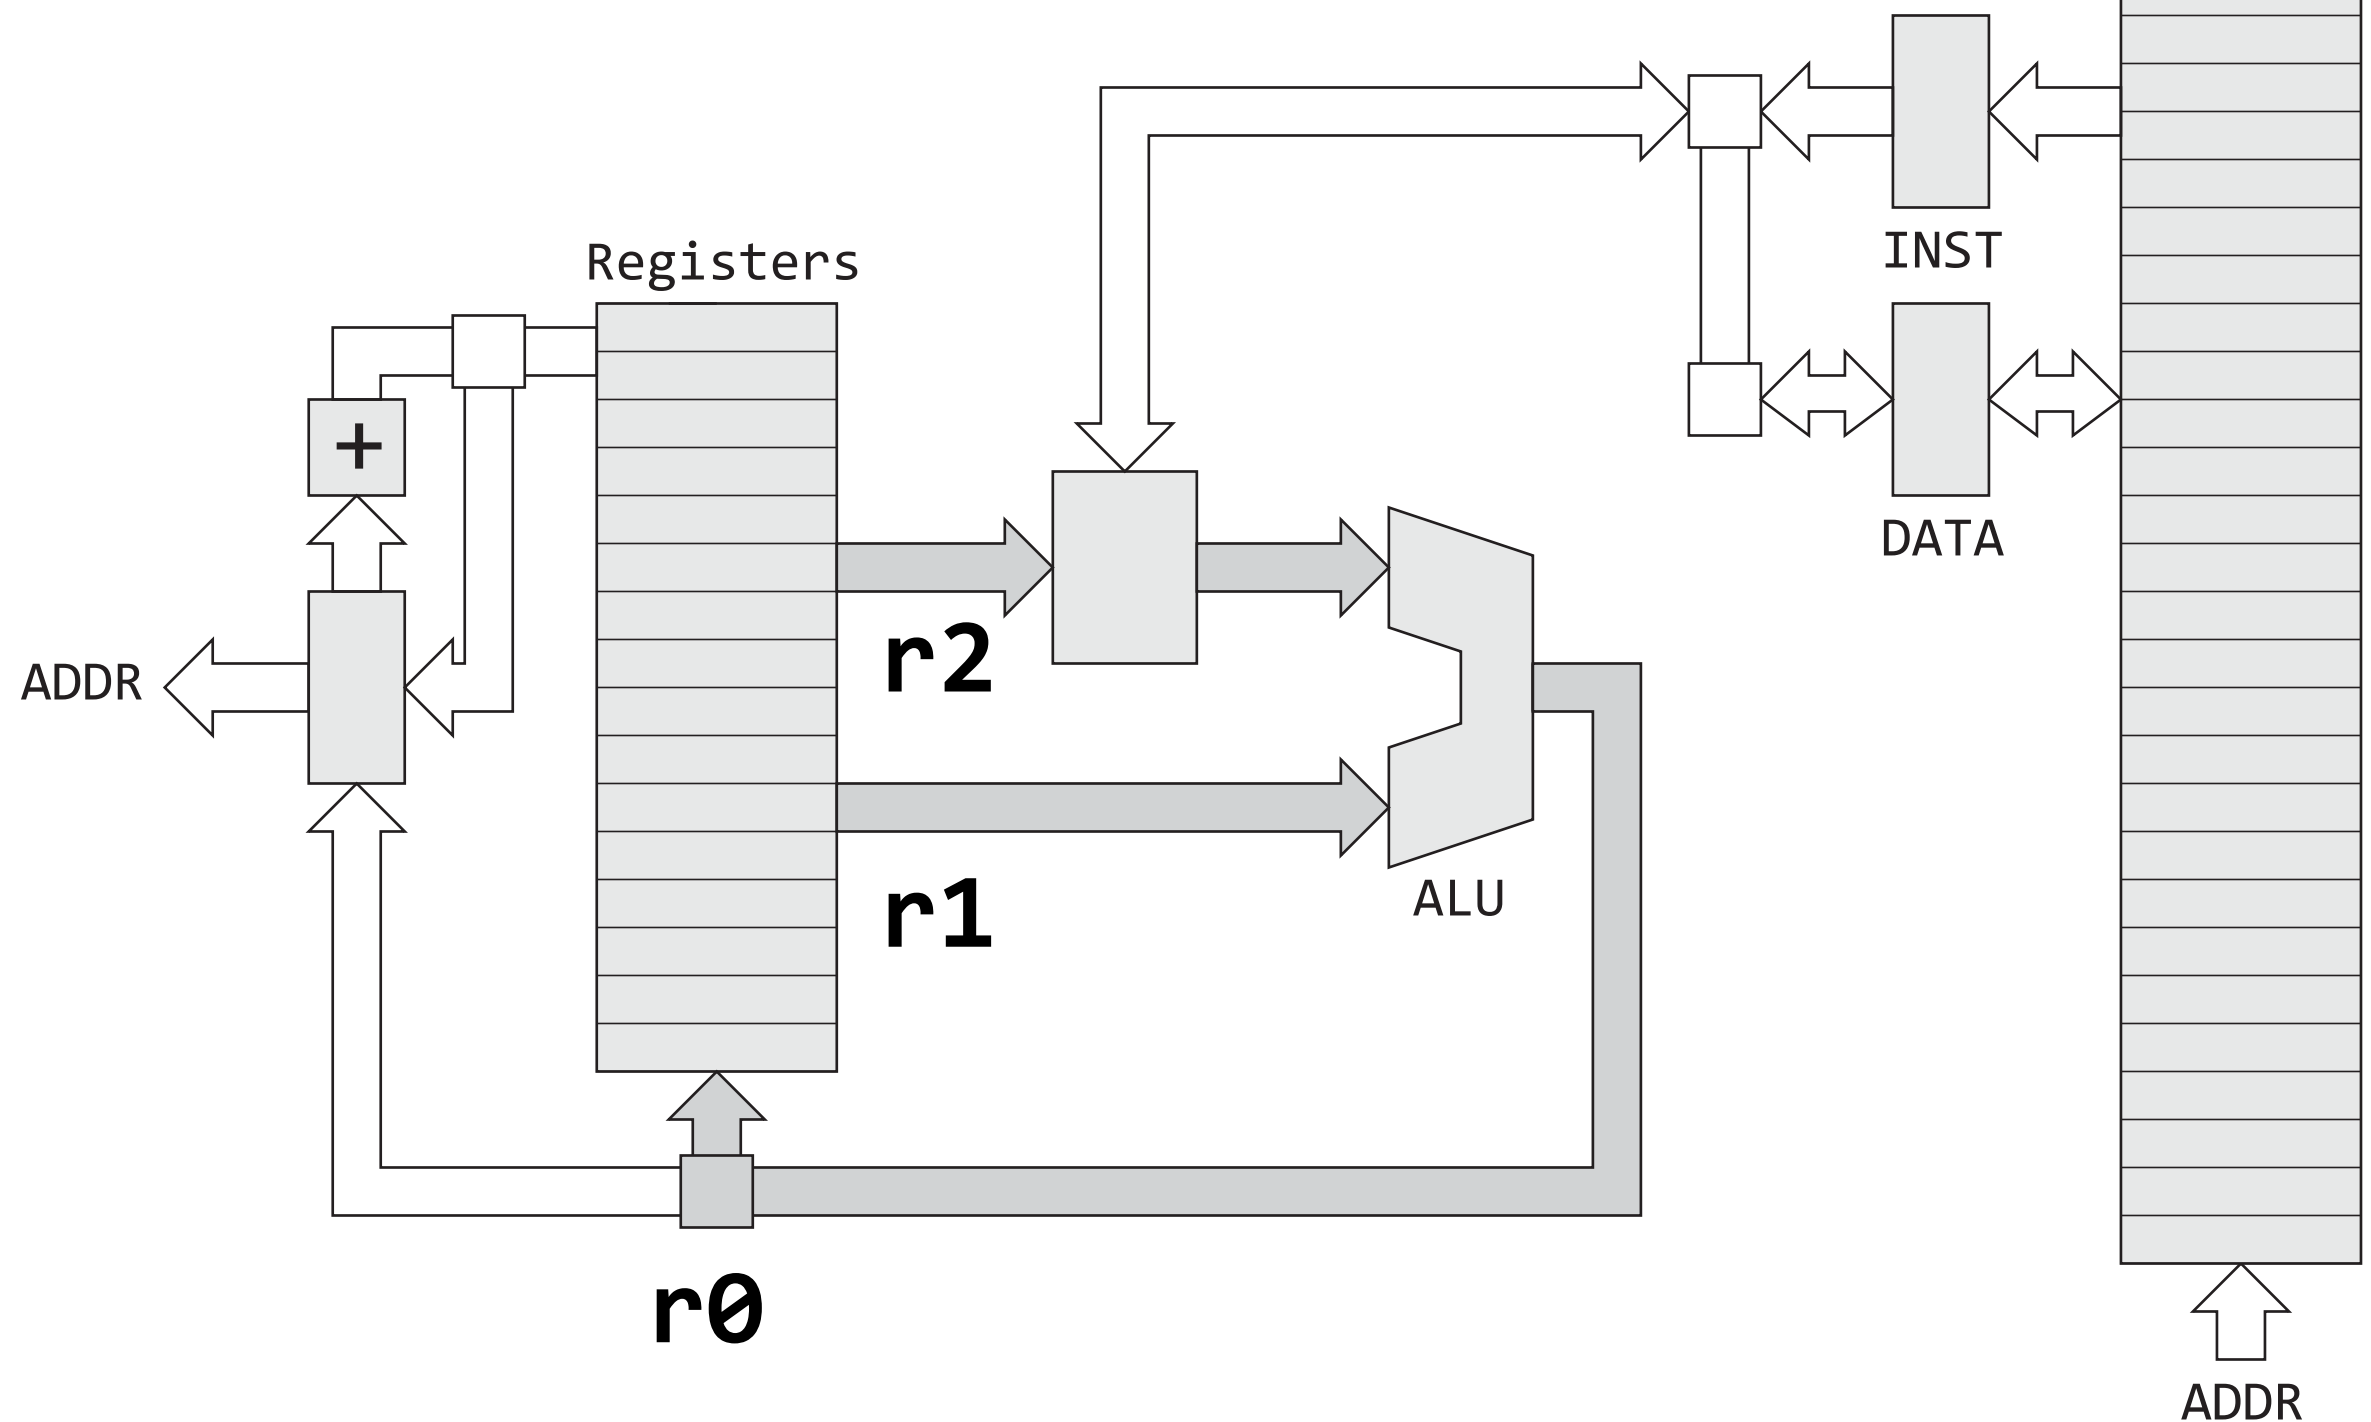 INST
Registers
+
DATA
r2
ADDR
r1
ALU
r0
ADDR